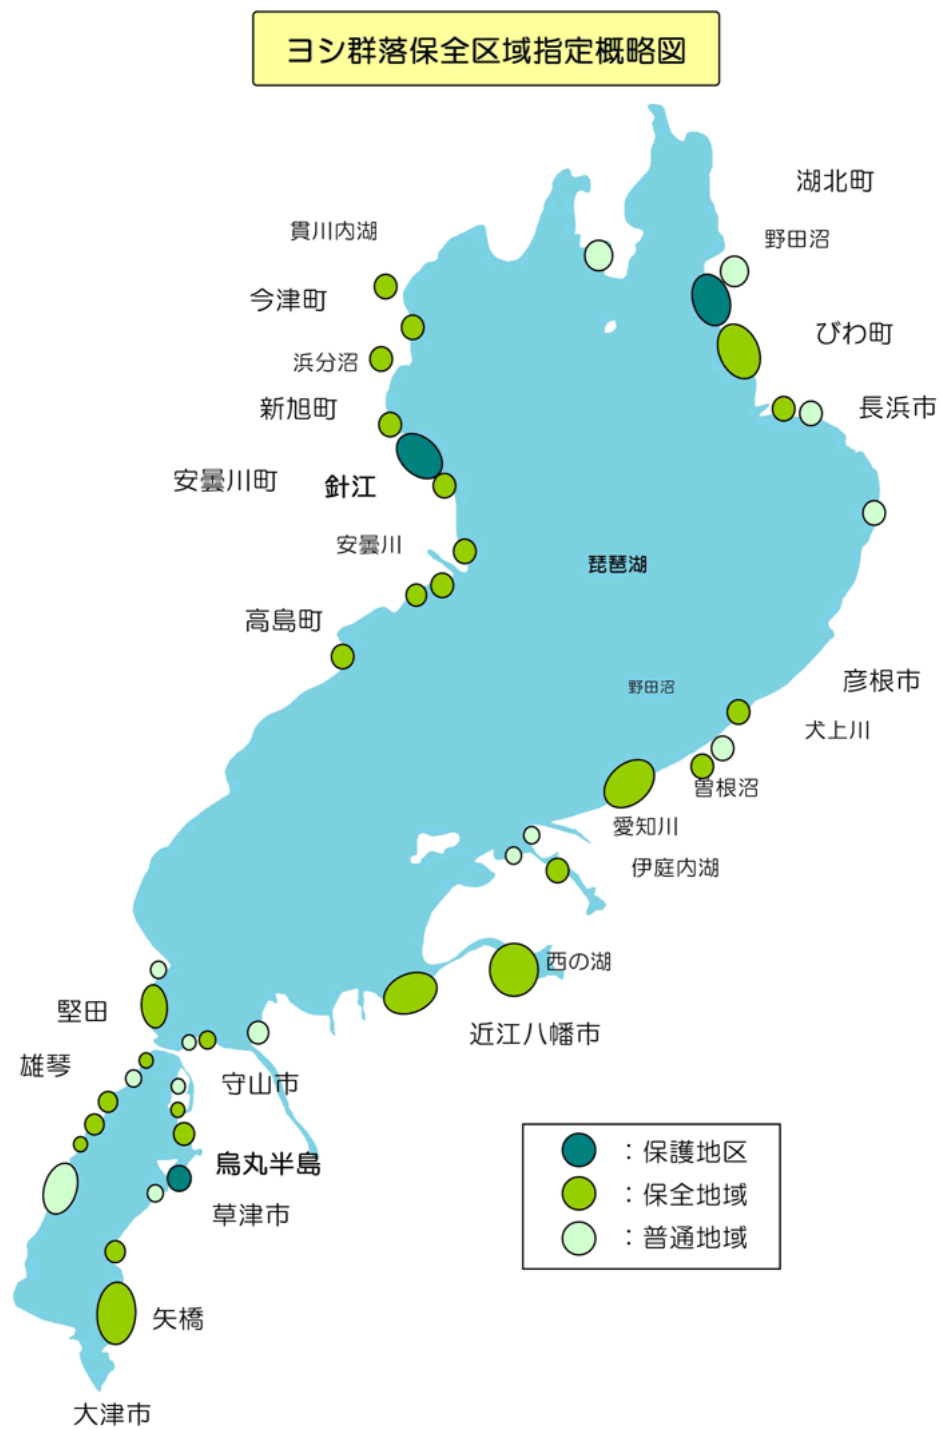 ヨシ群落保全区域指定概略図
湖北町
貫川内湖
野田沼
今津町
びわ町
浜分沼
新旭町
長浜市
安曇川町
針江
安曇川
琵琶湖
高島町
野田沼
彦根市
犬上川
曽根沼
愛知川
伊庭内湖
西の湖
堅田
近江八幡市
雄琴
守山市
烏丸半島
草津市
：保護地区
：保全地域
：普通地域
矢橋
大津市